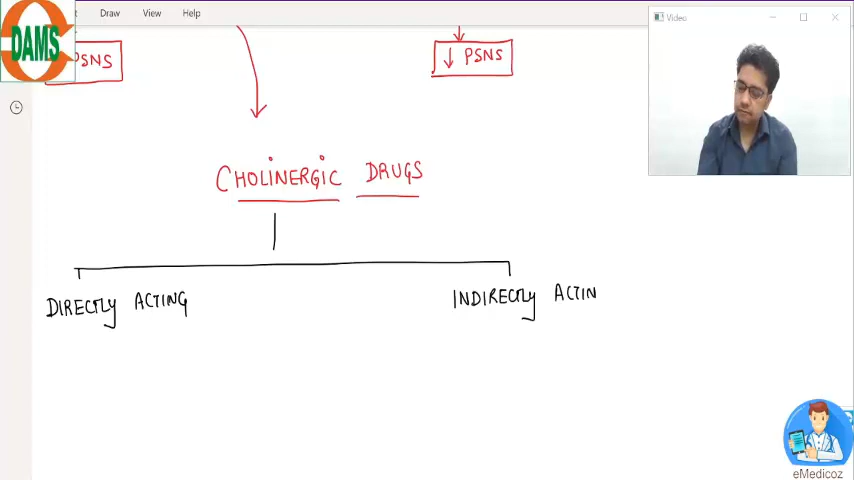 Draw View Help
Video
DAMS
PSNS
↓ PSNS
CHOLINERGIC DRUGS
DIRECTLY ACTING
INDIRECTLY ACTIN
eMedicoz